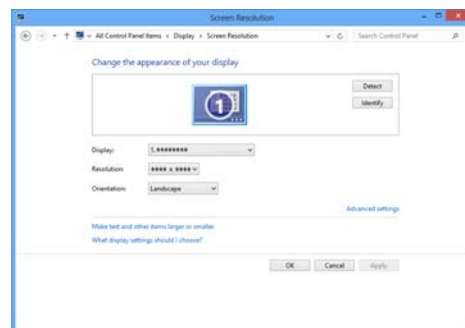 Screen Resolution
All Control Panel Items Display Screen Resolution
Search Control Panel
Change the appearance of your display
1
Detect
Identify
Display: 1.********
Resolution: **** x ****
Orientation: Landscape
Advanced settings
Make text and other items larger or smaller
What display settings should I choose?
OK Cancel Apply